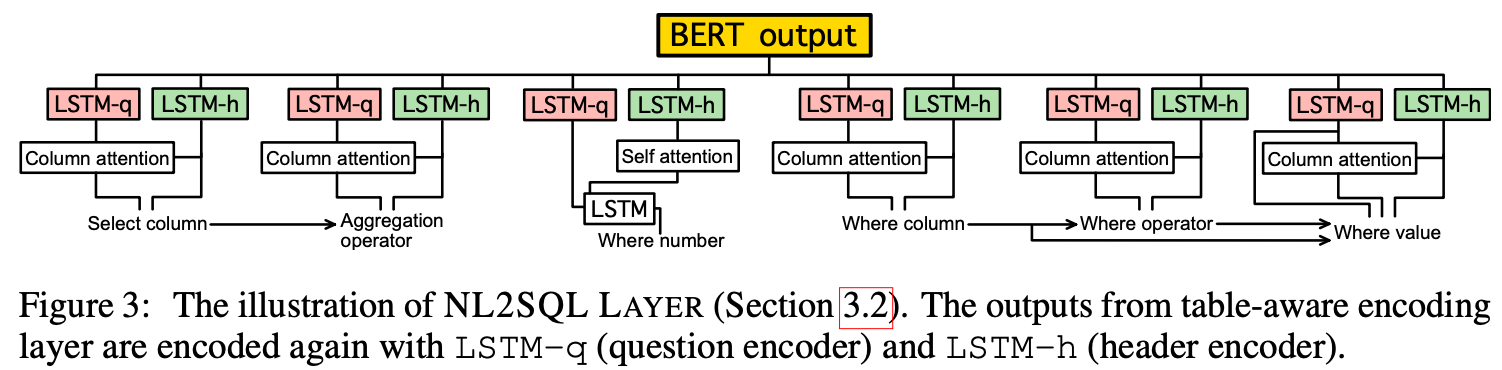 BERT output
LSTM-q LSTM-h LSTM-q LSTM-h LSTM-q LSTM-h LSTM-q LSTM-h LSTM-q LSTM-h LSTM-q LSTM-h
Column attention Column attention Self attention Column attention Column attention Column attention
LSTM
Select column Aggregation operator Where number Where column Where operator Where value
Figure 3: The illustration of NL2SQL LAYER (Section 3.2). The outputs from table-aware encoding
layer are encoded again with LSTM-q (question encoder) and LSTM-h (header encoder).